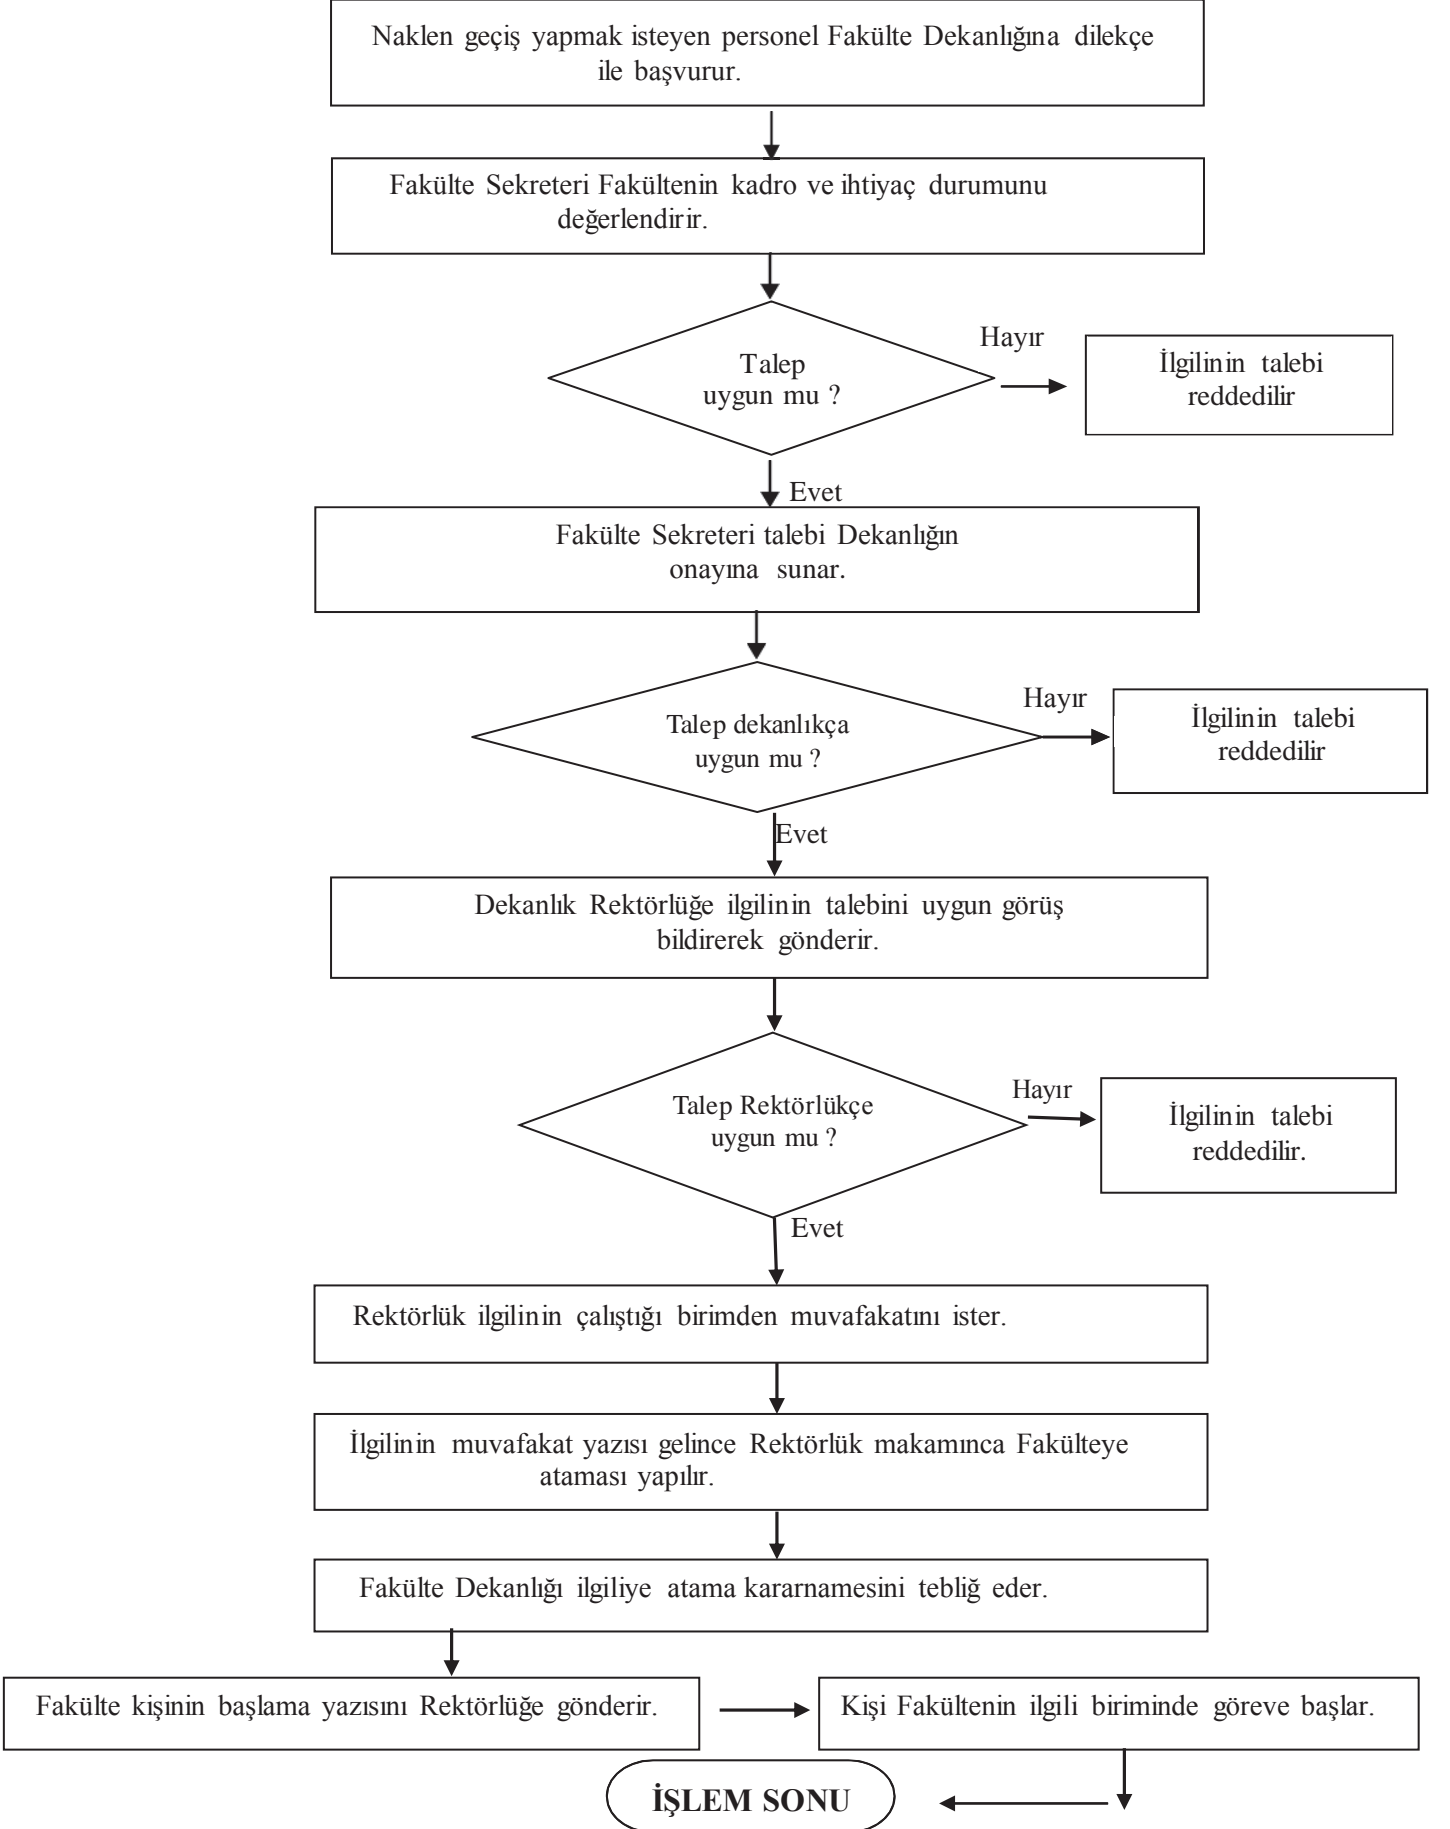 Naklen geçiş yapmak isteyen personel Fakülte Dekanlığına dilekçe
ile başvurur.
Fakülte Sekreteri Fakültenin kadro ve ihtiyaç durumunu
değerlendirir.
Hayır
Talep
uygun mu ?
İlgilinin talebi
reddedilir
Evet
Fakülte Sekreteri talebi Dekanlığın
onayına sunar.
Hayır
Talep dekanlıkça
uygun mu ?
İlgilinin talebi
reddedilir
Evet
Dekanlık Rektörlüğe ilgilinin talebini uygun görüş
bildirerek gönderir.
Hayır
Talep Rektörlükçe
uygun mu ?
İlgilinin talebi
reddedilir.
Evet
Rektörlük ilgilinin çalıştığı birimden muvafakatını ister.
İlgilinin muvafakat yazısı gelince Rektörlük makamınca Fakülteye
ataması yapılır.
Fakülte Dekanlığı ilgiliye atama kararnamesini tebliğ eder.
Fakülte kişinin başlama yazısını Rektörlüğe gönderir.
Kişi Fakültenin ilgili biriminde göreve başlar.
İŞLEM SONU